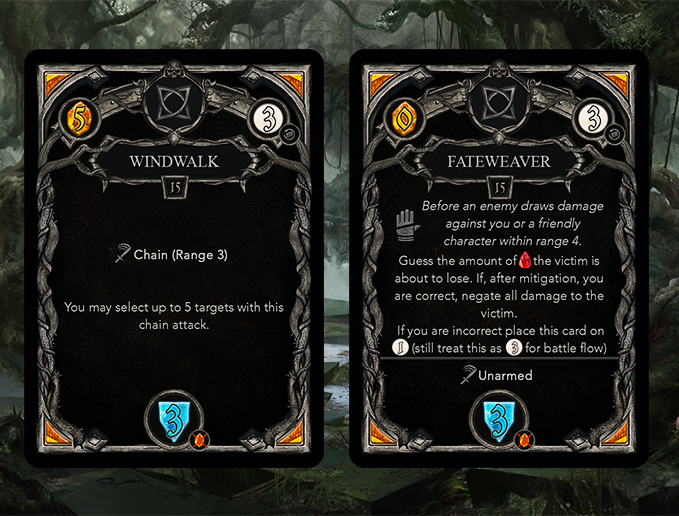 5
3
WINDWALK
15
Chain (Range 3)
You may select up to 5 targets with this
chain attack.
3
0
3
FATEWEAVER
15
Before an enemy draws damage
against you or a friendly
character within range 4.
Guess the amount of the victim is
about to lose. If, after mitigation, you
are correct, negate all damage to the
victim.
If you are incorrect place this card on
1 (still treat this as 3 for battle flow)
Unarmed
3